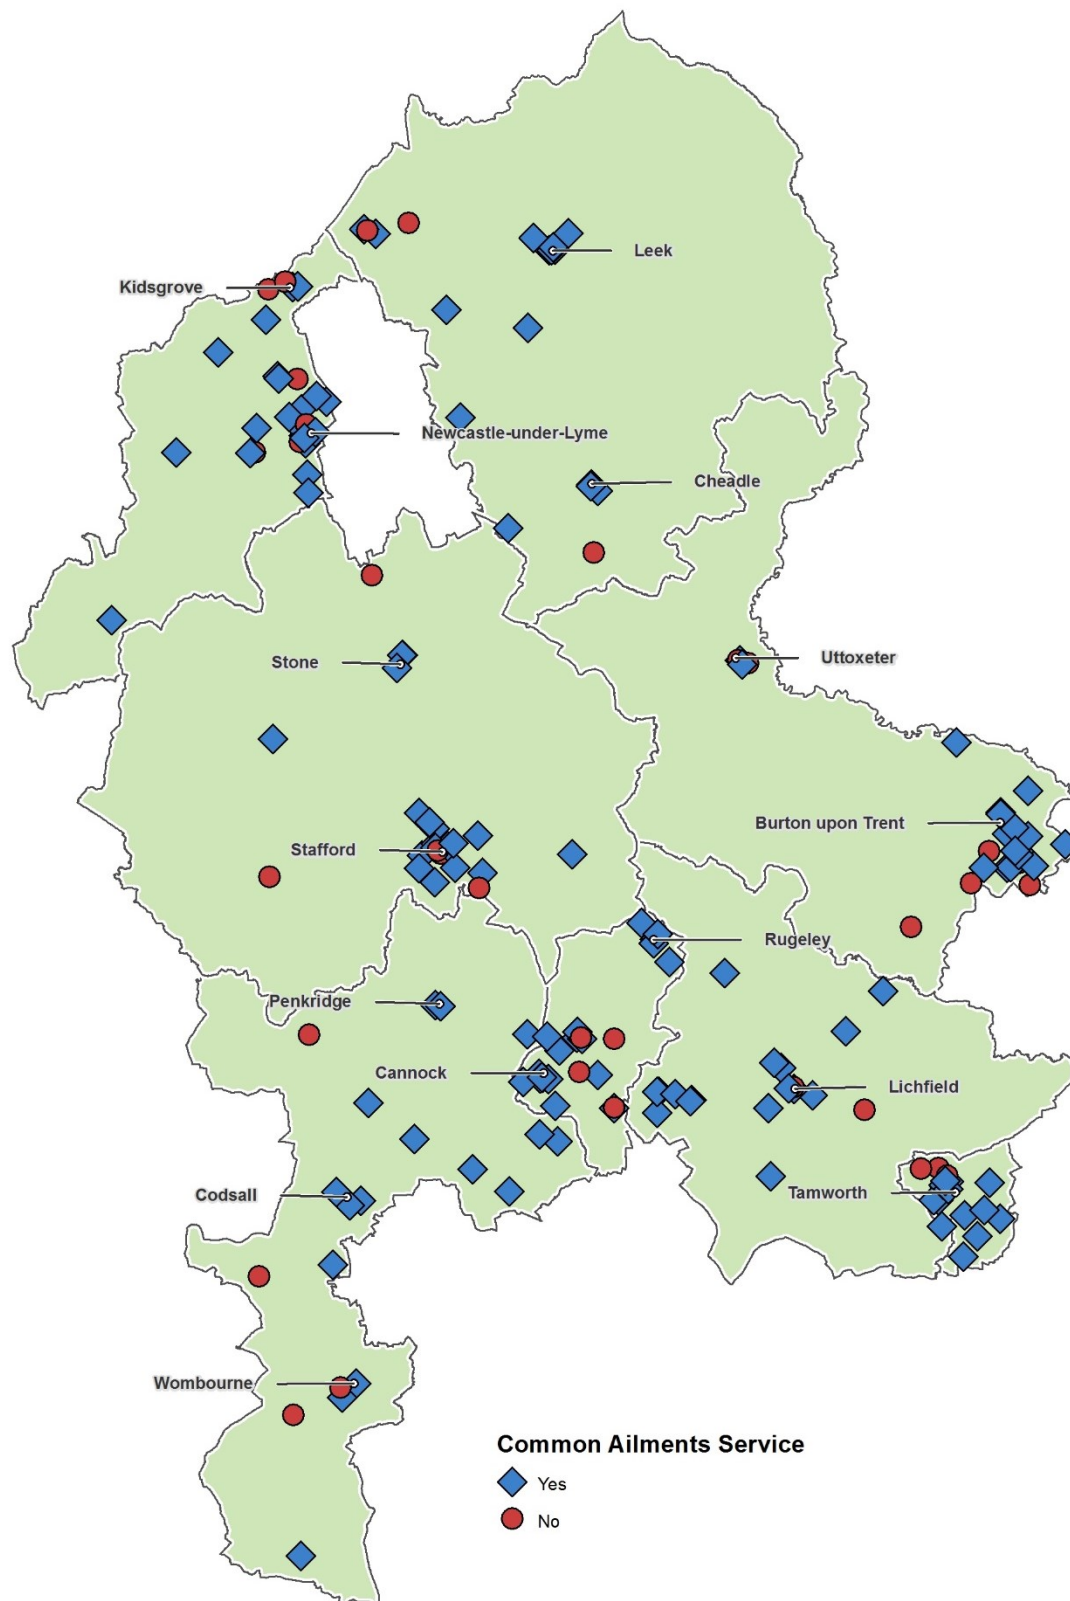 Leek
Kidsgrove
Newcastle-under-Lyme
Cheadle
Stone
Uttoxeter
Burton upon Trent
Stafford
Rugeley
Penkridge
Cannock
Lichfield
Codsall
Tamworth
Wombourne
Common Ailments Service
Yes
No